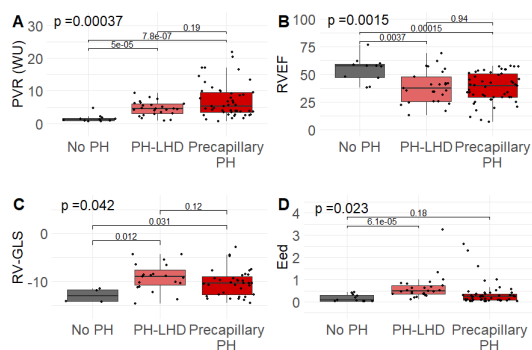 A
p =0.00037
0.19
7.8e-07
5e-05
PVR (WU)
30
20
10
0
No PH
PH-LHD
Precapillary
PH
B
p =0.0015
0.94
0.00015
0.0037
RVEF
100
75
50
25
0
No PH
PH-LHD
Precapillary
PH
C
p =0.042
0.12
0.031
0.012
RV-GLS
0
-10
No PH
PH-LHD
Precapillary
PH
D
p =0.023
0.18
6.1e-05
Eed
4
3
2
1
0
No PH
PH-LHD
Precapillary
PH